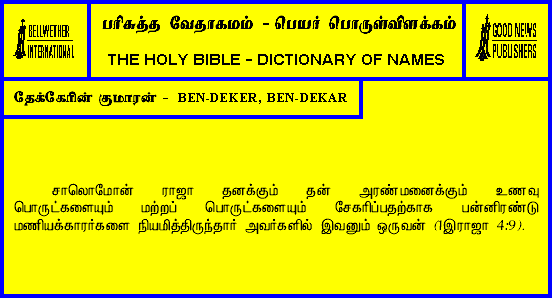 BELLWETHER
INTERNATIONAL
பரிசுத்த வேதாகமம் - பெயர் பொருள்விளக்கம்
THE HOLY BIBLE - DICTIONARY OF NAMES
GOOD NEWS
PUBLISHERS
தேக்கேரின் குமாரன் - BEN-DEKER, BEN-DEKAR
சாலொமோன் ராஜா தனக்கும் தன் அரண்மனைக்கும் உணவு
பொருட்களையும் மற்றப் பொருட்களையும் சேகரிப்பதற்காக பன்னிரண்டு
மணியக்காரர்களை நியமித்திருந்தார் அவர்களில் இவனும் ஒருவன் (1இராஜா 4:9).